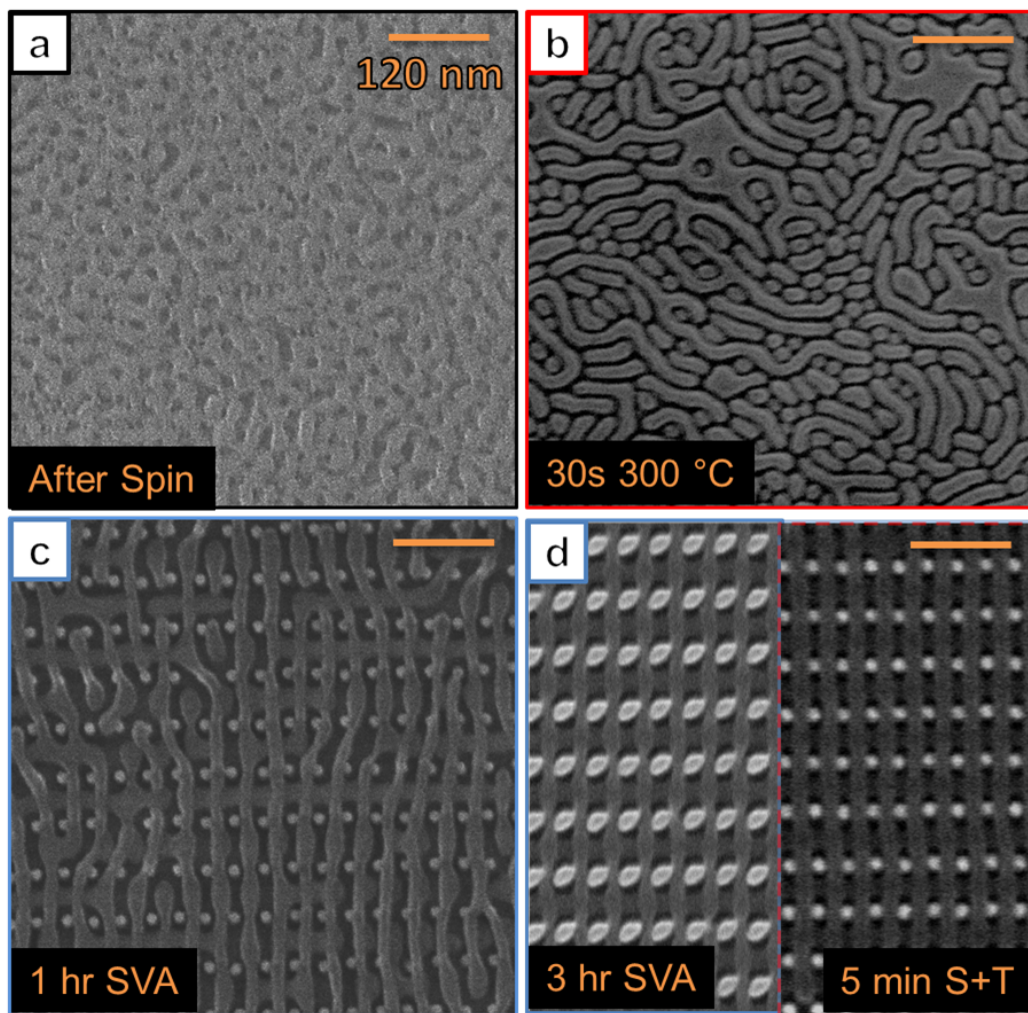 a
120 nm
After Spin
b
30s 300 °C
c
1 hr SVA
d
3 hr SVA
5 min S+T